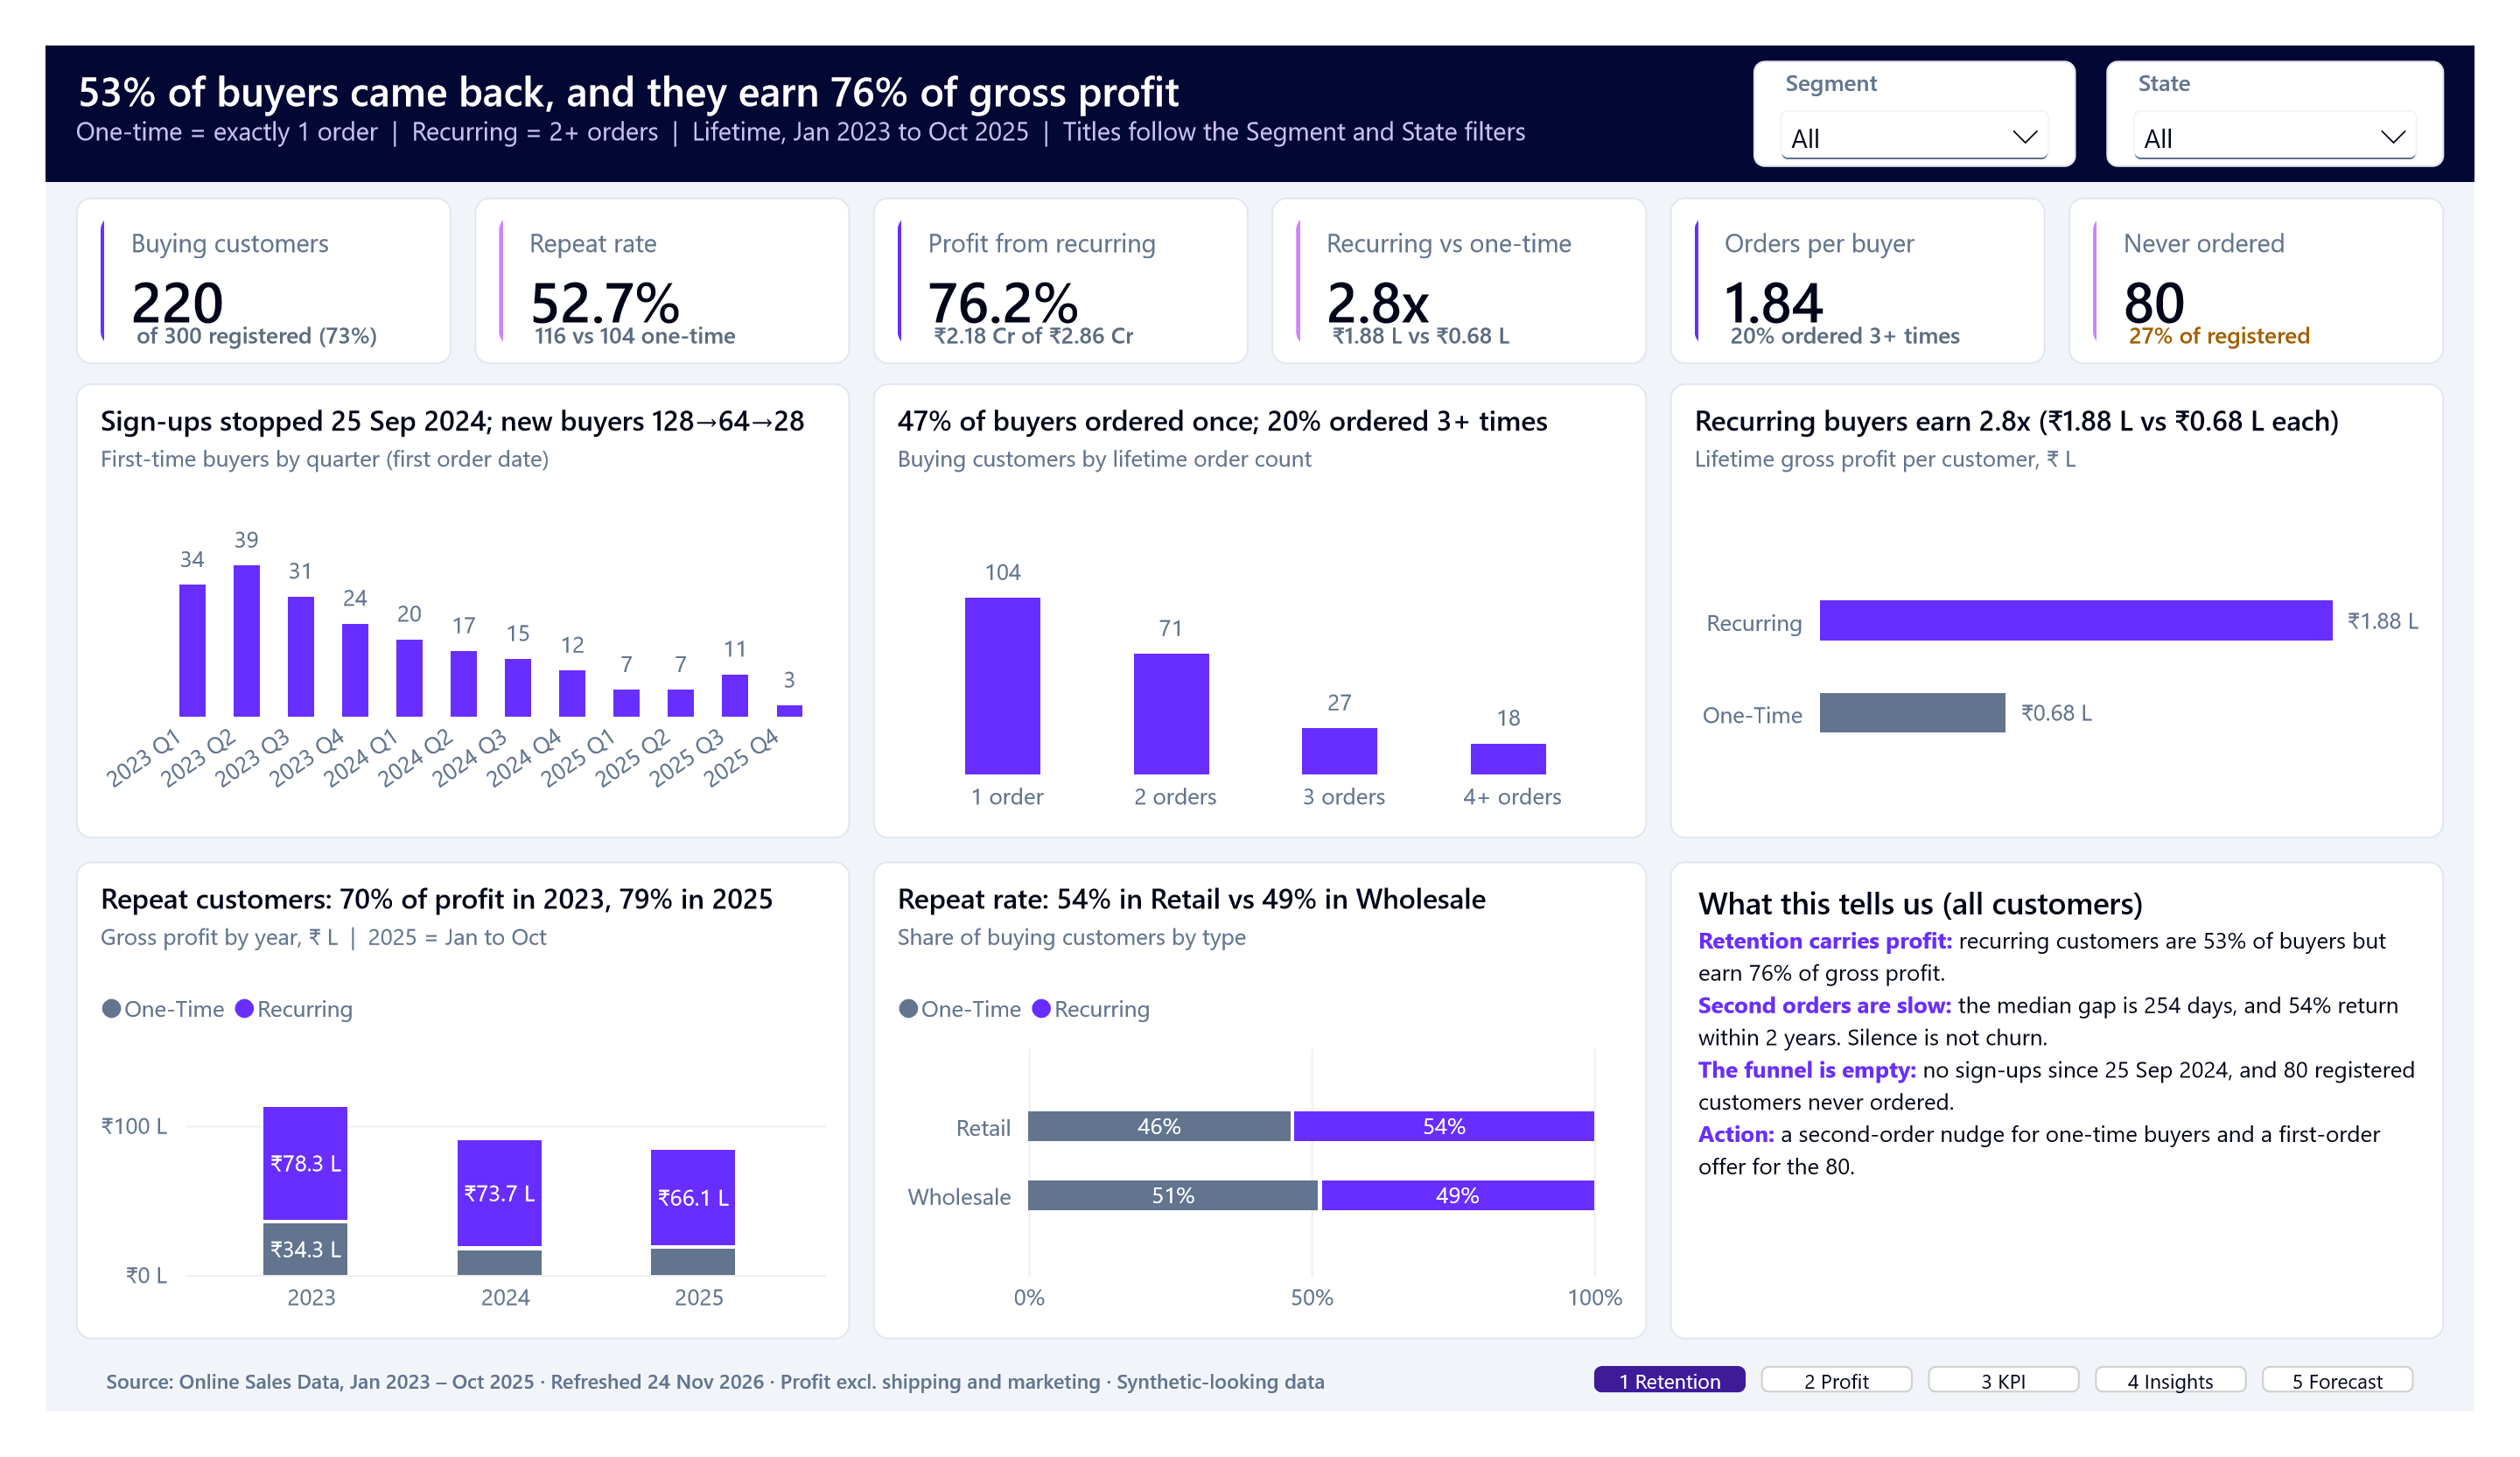 53% of buyers came back, and they earn 76% of gross profit
One-time = exactly 1 order | Recurring = 2+ orders | Lifetime, Jan 2023 to Oct 2025 | Titles follow the Segment and State filters
Segment
All
State
All
Buying customers
220
of 300 registered (73%)
Repeat rate
52.7%
116 vs 104 one-time
Profit from recurring
76.2%
₹2.18 Cr of ₹2.86 Cr
Recurring vs one-time
2.8x
₹1.88 L vs ₹0.68 L
Orders per buyer
1.84
20% ordered 3+ times
Never ordered
80
27% of registered
Sign-ups stopped 25 Sep 2024; new buyers 128→64→28
First-time buyers by quarter (first order date)
34
39
31
24
20
17
15
12
7
7
11
3
2023 Q1
2023 Q2
2023 Q3
2023 Q4
2024 Q1
2024 Q2
2024 Q3
2024 Q4
2025 Q1
2025 Q2
2025 Q3
2025 Q4
47% of buyers ordered once; 20% ordered 3+ times
Buying customers by lifetime order count
104
71
27
18
1 order
2 orders
3 orders
4+ orders
Recurring buyers earn 2.8x (₹1.88 L vs ₹0.68 L each)
Lifetime gross profit per customer, ₹ L
Recurring
₹1.88 L
One-Time
₹0.68 L
Repeat customers: 70% of profit in 2023, 79% in 2025
Gross profit by year, ₹ L | 2025 = Jan to Oct
One-Time
Recurring
₹100 L
₹0 L
₹78.3 L
₹34.3 L
₹73.7 L
₹66.1 L
2023
2024
2025
Repeat rate: 54% in Retail vs 49% in Wholesale
Share of buying customers by type
One-Time
Recurring
Retail
46%
54%
Wholesale
51%
49%
0%
50%
100%
What this tells us (all customers)
Retention carries profit: recurring customers are 53% of buyers but
earn 76% of gross profit.
Second orders are slow: the median gap is 254 days, and 54% return
within 2 years. Silence is not churn.
The funnel is empty: no sign-ups since 25 Sep 2024, and 80 registered
customers never ordered.
Action: a second-order nudge for one-time buyers and a first-order
offer for the 80.
Source: Online Sales Data, Jan 2023 – Oct 2025 · Refreshed 24 Nov 2026 · Profit excl. shipping and marketing · Synthetic-looking data
1 Retention
2 Profit
3 KPI
4 Insights
5 Forecast